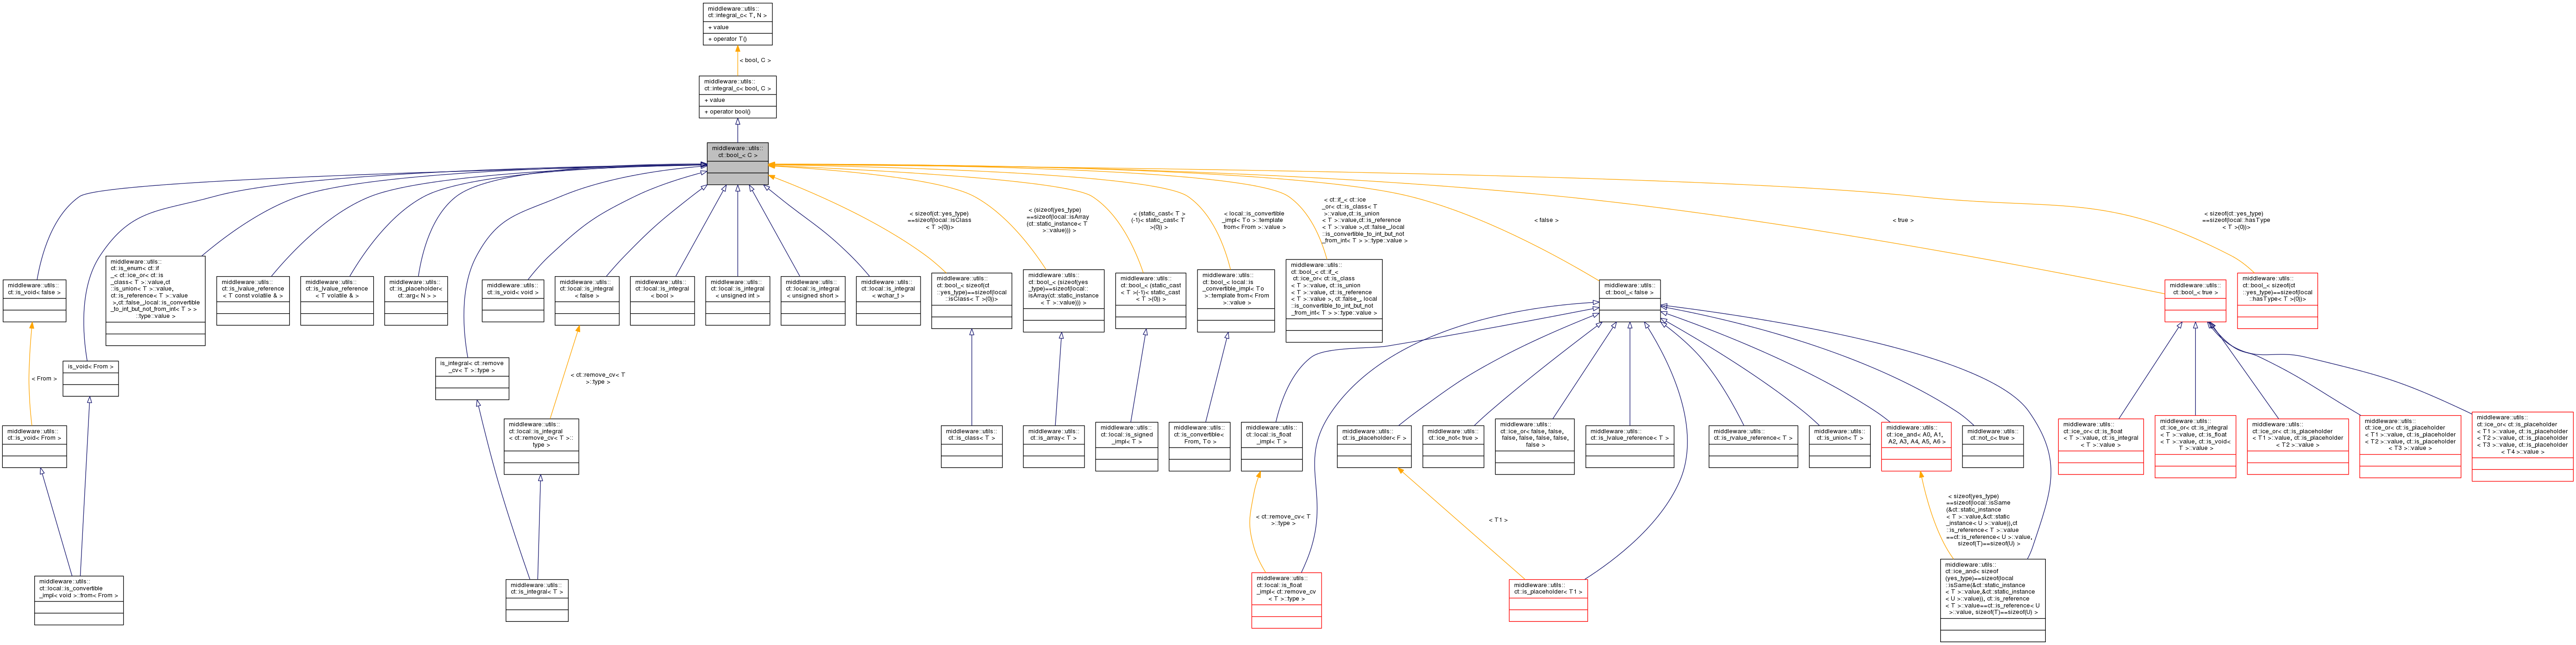 middleware::utils::
ct::integral_c< T, N >
+ value
+ operator T()
< bool, C >
middleware::utils::
ct::integral_c< bool, C >
+ value
+ operator bool()
middleware::utils::
ct::bool_< C >
< sizeof(ct::yes_type)
==sizeof(local::isClass
< T >(0))>
< (sizeof(yes_type)
==sizeof(local::isArray
(ct::static_instance< T
>::value))) >
< (static_cast< T >
(-1)< static_cast< T
>(0)) >
< local::is_convertible
_impl< To >::template
from< From >::value >
< ct::if_< ct::ice
_or< ct::is_class< T
>::value,ct::is_union
< T >::value,ct::is_reference
< T >::value >,ct::false_,local
::is_convertible_to_int_but_not
_from_int< T > >::type::value >
< false >
< true >
< sizeof(ct::yes_type)
==sizeof(local::hasType
< T >(0))>
middleware::utils::
ct::is_void< false >
middleware::utils::
ct::is_enum< ct::if
_< ct::ice_or< ct::is
_class< T >::value,ct
::is_union< T >::value,
ct::is_reference< T >::value
>,ct::false_,local::is_convertible
_to_int_but_not_from_int< T > >
::type::value >
middleware::utils::
ct::is_lvalue_reference
< T const volatile & >
middleware::utils::
ct::is_lvalue_reference
< T volatile & >
middleware::utils::
ct::is_placeholder<
ct::arg< N > >
middleware::utils::
ct::is_void< void >
middleware::utils::
ct::local::is_integral
< false >
middleware::utils::
ct::local::is_integral
< bool >
middleware::utils::
ct::local::is_integral
< unsigned int >
middleware::utils::
ct::local::is_integral
< unsigned short >
middleware::utils::
ct::local::is_integral
< wchar_t >
middleware::utils::
ct::bool_< sizeof(ct
::yes_type)==sizeof(local
::isClass< T >(0))>
middleware::utils::
ct::bool_< (sizeof(yes
_type)==sizeof(local::
isArray(ct::static_instance
< T >::value))) >
middleware::utils::
ct::bool_< (static_cast
< T >(-1)< static_cast
< T >(0)) >
middleware::utils::
ct::bool_< local::is
_convertible_impl< To
>::template from< From
>::value >
middleware::utils::
ct::bool_< ct::if_<
ct::ice_or< ct::is_class
< T >::value, ct::is_union
< T >::value, ct::is_reference
< T >::value >, ct::false_, local
::is_convertible_to_int_but_not
_from_int< T > >::type::value >
middleware::utils::
ct::bool_< false >
middleware::utils::
ct::bool_< true >
middleware::utils::
ct::bool_< sizeof(ct
::yes_type)==sizeof(local
::hasType< T >(0))>
< From >
is_void< From >
is_integral< ct::remove
_cv< T >::type >
< ct::remove_cv< T
>::type >
middleware::utils::
ct::is_void< From >
middleware::utils::
ct::local::is_integral
< ct::remove_cv< T >::
type >
middleware::utils::
ct::is_class< T >
middleware::utils::
ct::is_array< T >
middleware::utils::
ct::local::is_signed
_impl< T >
middleware::utils::
ct::is_convertible<
From, To >
middleware::utils::
ct::local::is_float
_impl< T >
middleware::utils::
ct::is_placeholder< F >
middleware::utils::
ct::ice_not< true >
middleware::utils::
ct::ice_or< false, false,
false, false, false, false,
false >
middleware::utils::
ct::is_lvalue_reference< T >
middleware::utils::
ct::is_rvalue_reference< T >
middleware::utils::
ct::is_union< T >
middleware::utils::
ct::ice_and< A0, A1,
A2, A3, A4, A5, A6 >
middleware::utils::
ct::not_c< true >
middleware::utils::
ct::ice_or< ct::is_float
< T >::value, ct::is_integral
< T >::value >
middleware::utils::
ct::ice_or< ct::is_integral
< T >::value, ct::is_float
< T >::value, ct::is_void<
T >::value >
middleware::utils::
ct::ice_or< ct::is_placeholder
< T1 >::value, ct::is_placeholder
< T2 >::value >
middleware::utils::
ct::ice_or< ct::is_placeholder
< T1 >::value, ct::is_placeholder
< T2 >::value, ct::is_placeholder
< T3 >::value >
middleware::utils::
ct::ice_or< ct::is_placeholder
< T1 >::value, ct::is_placeholder
< T2 >::value, ct::is_placeholder
< T3 >::value, ct::is_placeholder
< T4 >::value >
< ct::remove_cv< T
>::type >
< T1 >
< sizeof(yes_type)
==sizeof(local::isSame
(&ct::static_instance
< T >::value,&ct::static
_instance< U >::value)),ct
::is_reference< T >::value
==ct::is_reference< U >::value,
sizeof(T)==sizeof(U) >
middleware::utils::
ct::local::is_convertible
_impl< void >::from< From >
middleware::utils::
ct::is_integral< T >
middleware::utils::
ct::local::is_float
_impl< ct::remove_cv
< T >::type >
middleware::utils::
ct::is_placeholder< T1 >
middleware::utils::
ct::ice_and< sizeof
(yes_type)==sizeof(local
::isSame(&ct::static_instance
< T >::value,&ct::static_instance
< U >::value)), ct::is_reference
< T >::value==ct::is_reference< U
>::value, sizeof(T)==sizeof(U) >